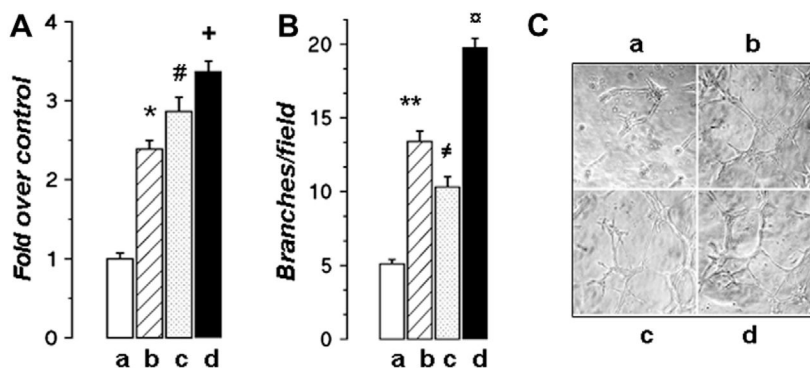 A
Fold over control
4
3
2
1
0
*
#
+
a b c d
B
Branches/field
20
15
10
5
0
**
≠
¤
a b c d
C
a b
c d